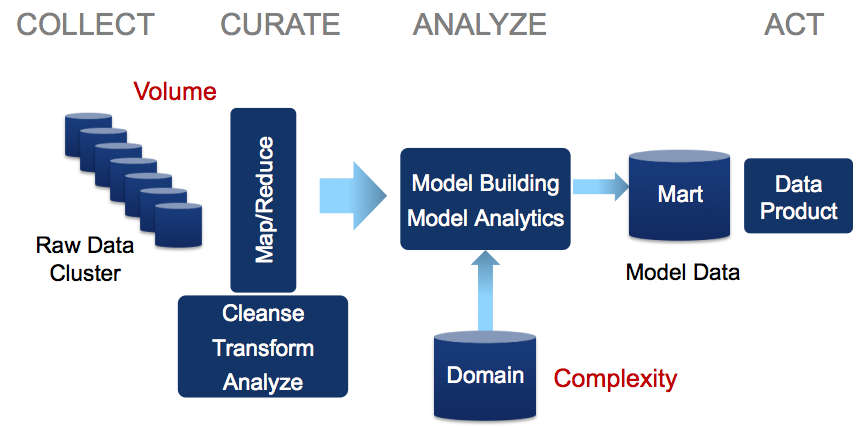 COLLECT
CURATE
ANALYZE
ACT
Volume
Raw Data
Cluster
Map/Reduce
Cleanse
Transform
Analyze
Model Building
Model Analytics
Domain
Complexity
Mart
Model Data
Data
Product